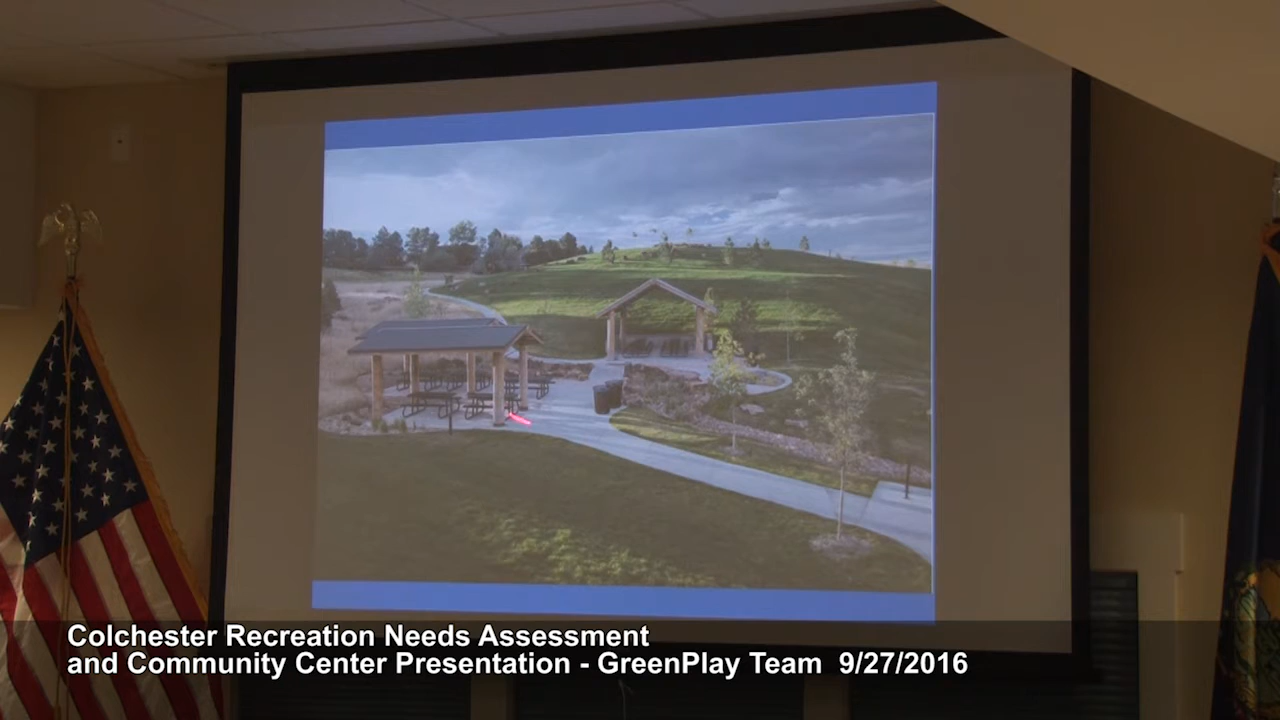 Colchester Recreation Needs Assessment
and Community Center Presentation - GreenPlay Team 9/27/2016